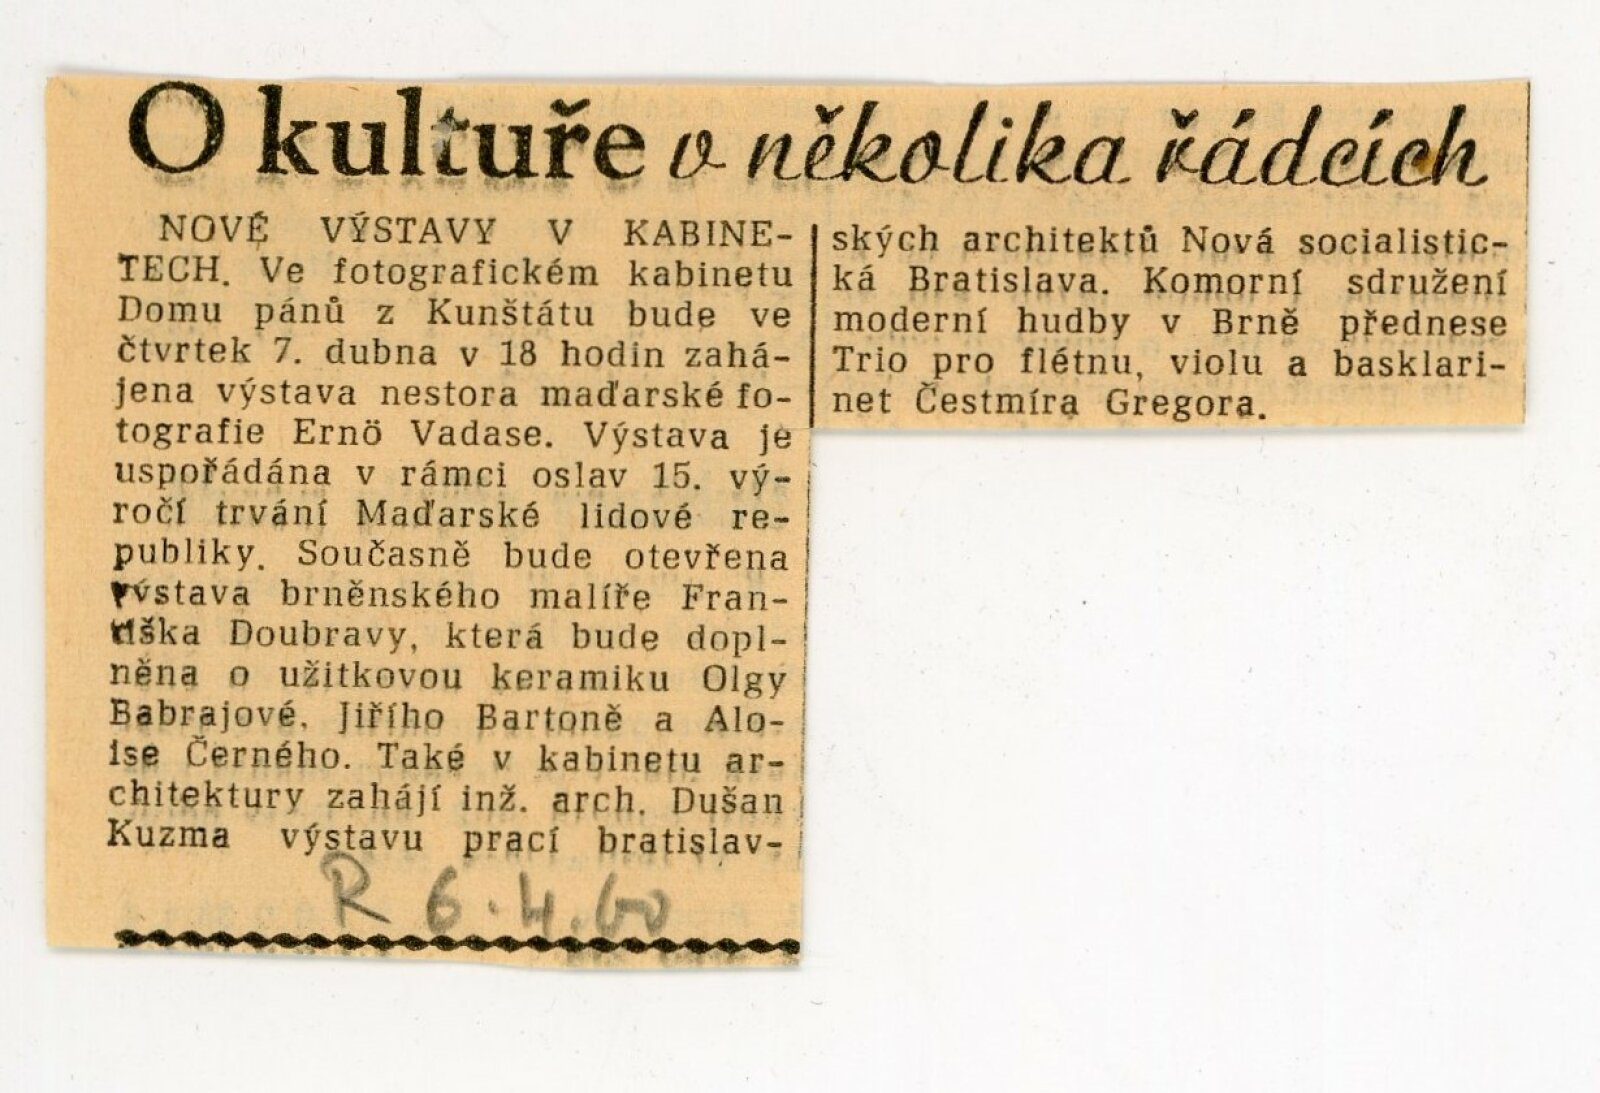 O kultuře v několika řádcích
NOVÉ VÝSTAVY V KABINE-
TECH. Ve fotografickém kabinetu
Domu pánů z Kunštátu bude ve
čtvrtek 7. dubna v 18 hodin zahá-
jena výstava nestora maďarské fo-
tografie Ernö Vadase. Výstava je
uspořádána v rámci oslav 15. vý-
ročí trvání Maďarské lidové re-
publiky. Současně bude otevřena
výstava brněnského malíře Fran-
tiška Doubravy, která bude dopl-
něna o užitkovou keramiku Olgy
Babrajové, Jiřího Bartoně a Alo-
ise Černého. Také v kabinetu ar-
chitektury zahájí inž. arch. Dušan
Kuzma výstavu prací bratislav-
ských architektů Nová socialistic-
ká Bratislava. Komorní sdružení
moderní hudby v Brně přednese
Trio pro flétnu, violu a basklari-
net Čestmíra Gregora.
R 6.4.60